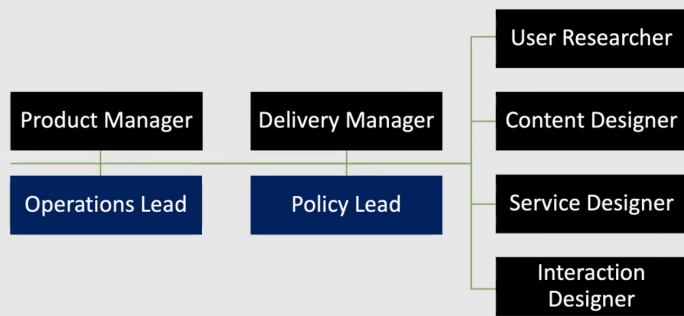 User Researcher
Product Manager
Delivery Manager
Content Designer
Operations Lead
Policy Lead
Service Designer
Interaction
Designer